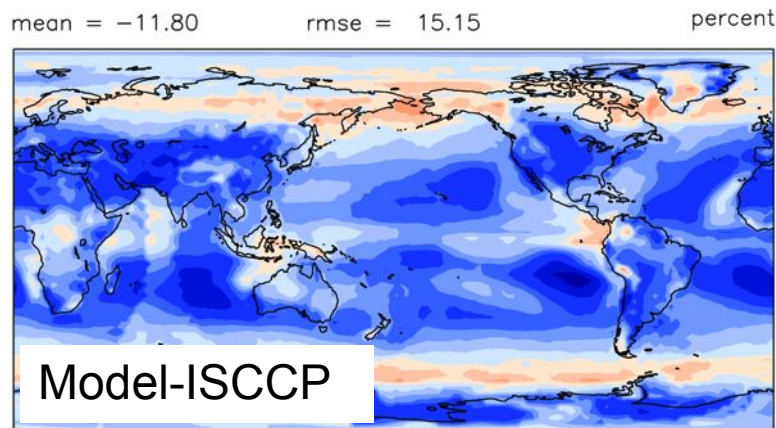 mean = −11.80 rmse = 15.15 percent
Model-ISCCP